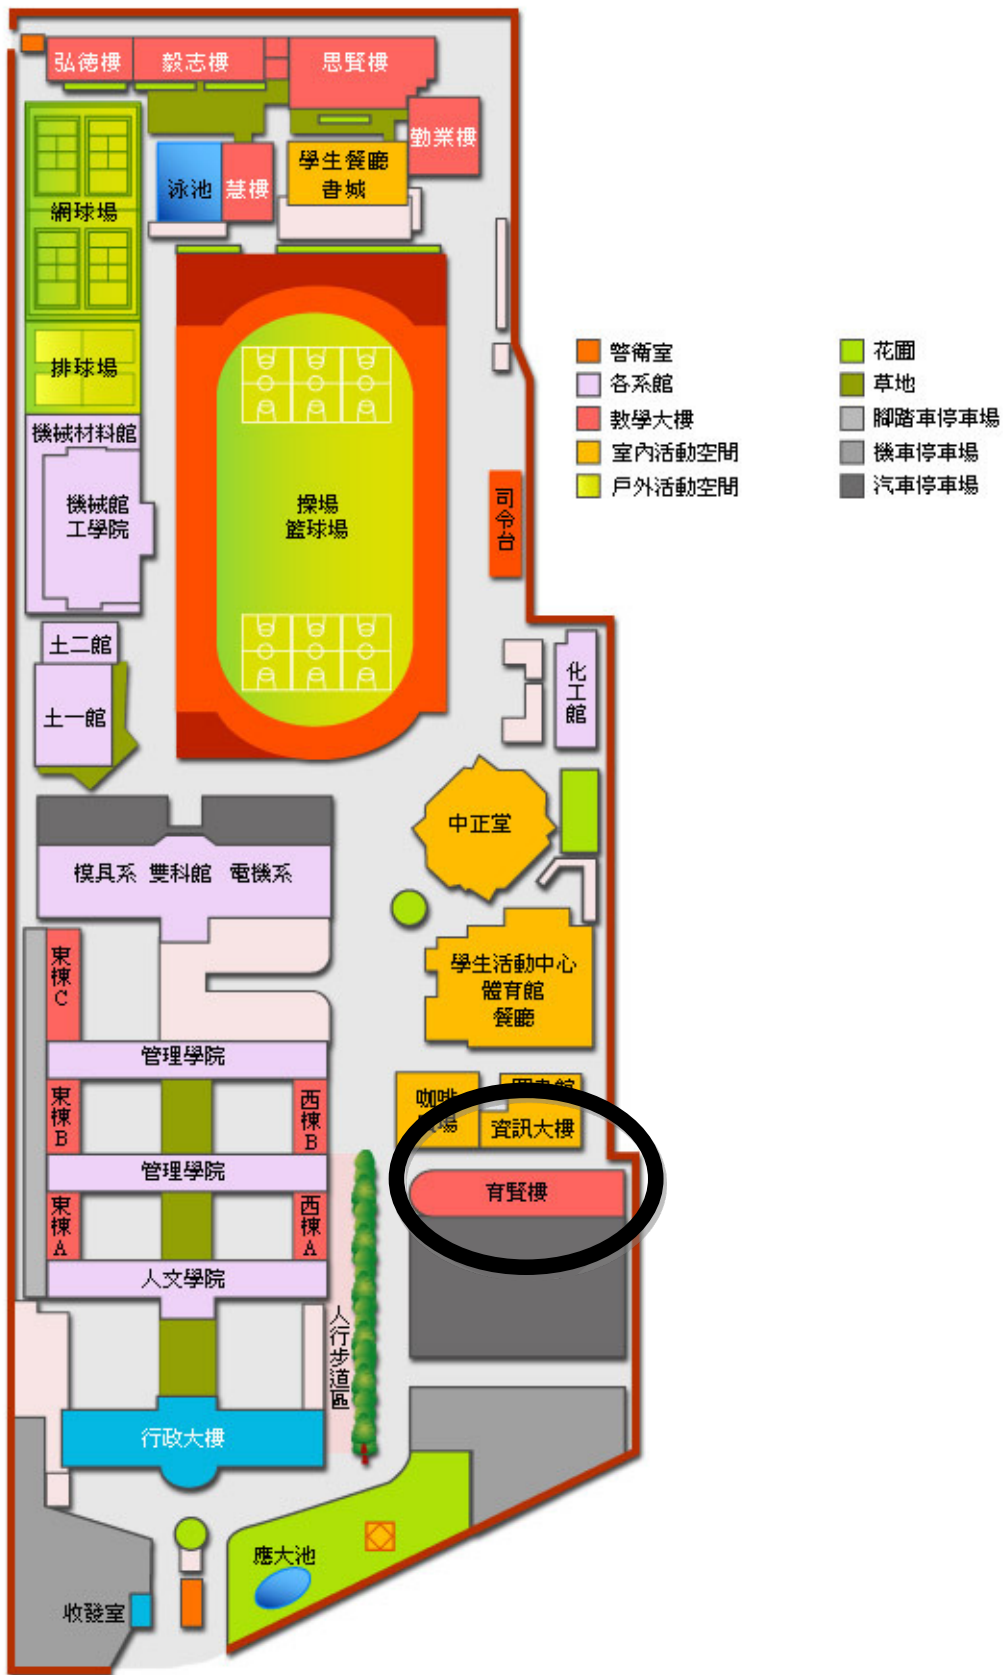 弘德樓
毅志樓
思賢樓
勤業樓
泳池
慧樓
學生餐廳
書城
網球場
排球場
機械材料館
機械館
工學院
操場
籃球場
司令台
警衛室
各系館
教學大樓
室內活動空間
戶外活動空間
花圃
草地
腳踏車停車場
機車停車場
汽車停車場
土二館
土一館
化工館
中正堂
模具系 雙科館 電機系
東棟C
學生活動中心
體育館
餐廳
管理學院
東棟B
西棟B
咖啡
場
圖書館
資訊大樓
管理學院
育賢樓
東棟A
西棟A
人文學院
人行步道區
行政大樓
應大池
收發室